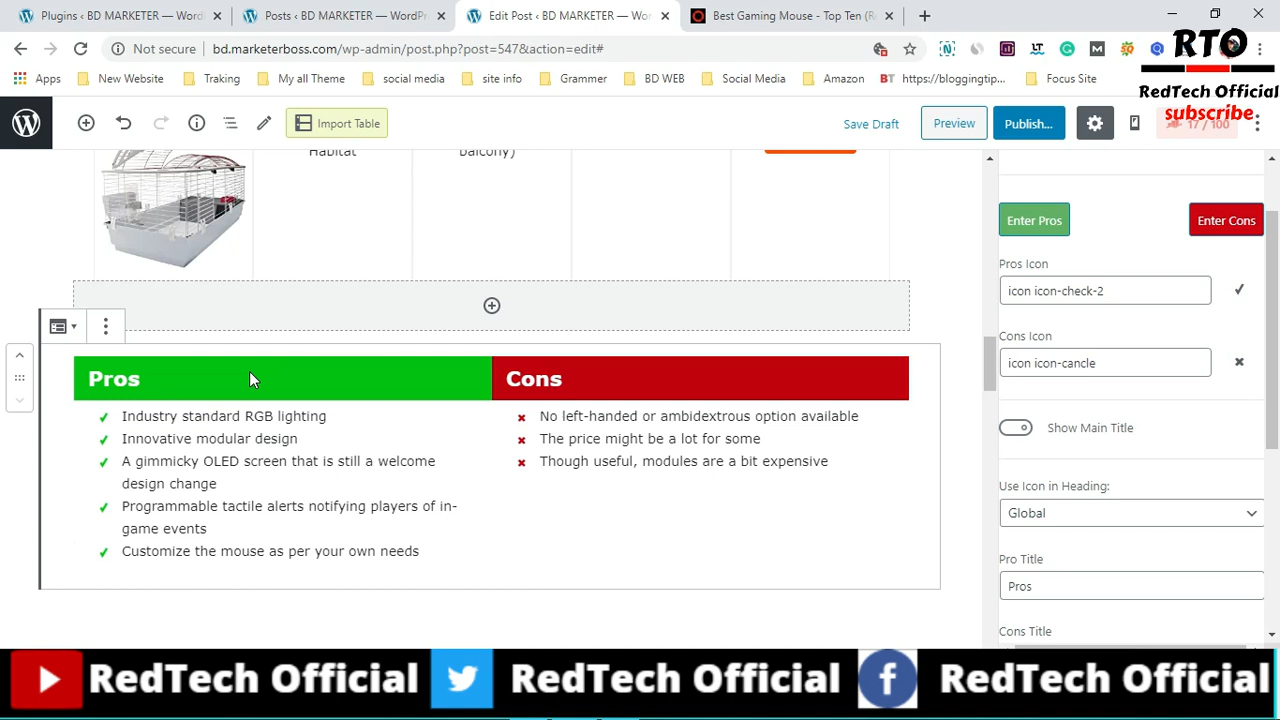 Plugins ‹ BD MARKETER — Word
Posts ‹ BD MARKETER — WordPr
Edit Post ‹ BD MARKETER — Wo
Best Gaming Mouse - Top Ten (R
Not secure
bd.marketerboss.com/wp-admin/post.php?post=547&action=edit#
Apps
New Website
Traking
My all Theme
social media
site info
Grammer
BD WEB
Social Media
Amazon
BT https://bloggingtip...
Focus Site
RTO
RedTech Official
subscribe
Import Table
Save Draft
Preview
Publish...
17 / 100
Habitat
Balcony)
Pros
Industry standard RGB lighting
Innovative modular design
A gimmicky OLED screen that is still a welcome
design change
Programmable tactile alerts notifying players of in-
game events
Customize the mouse as per your own needs
Cons
No left-handed or ambidextrous option available
The price might be a lot for some
Though useful, modules are a bit expensive
Enter Pros
Enter Cons
Pros Icon
icon icon-check-2
Cons Icon
icon icon-cancle
Show Main Title
Use Icon in Heading:
Global
Pro Title
Pros
Cons Title
RedTech Official
RedTech Official
RedTech Official